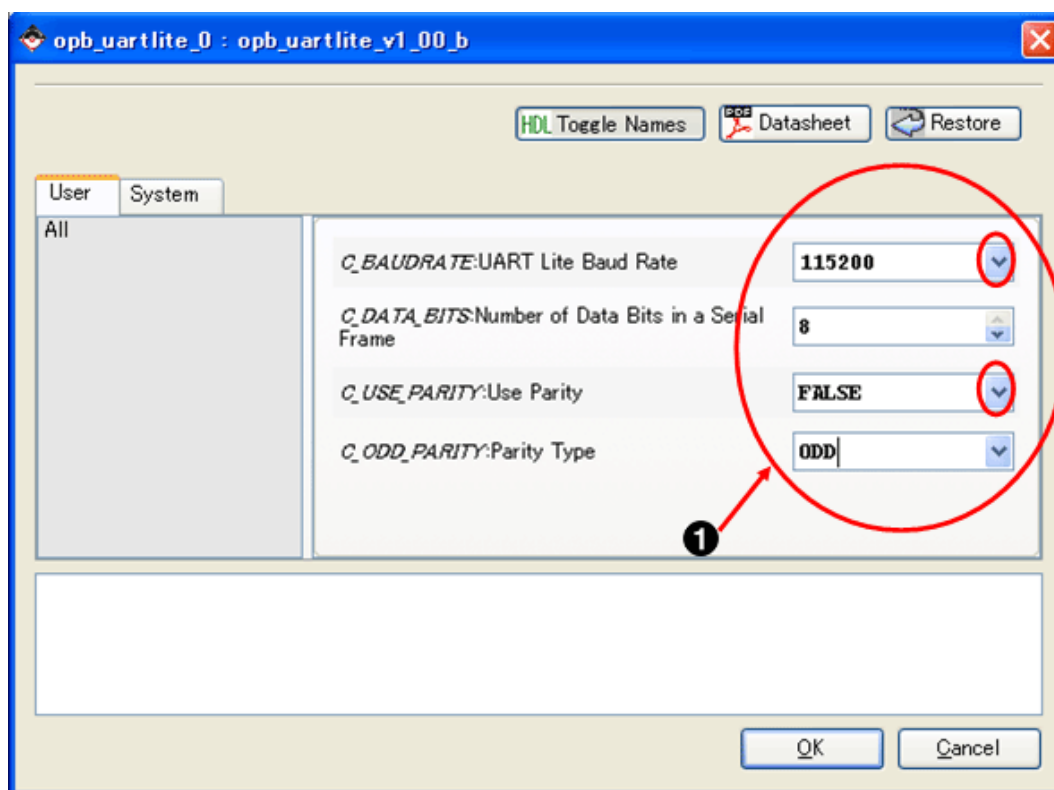 opb_uartlite_0 : opb_uartlite_v1_00_b
HDL Toggle Names
PDF Datasheet
Restore
User
System
All
C_BAUDRATE:UART Lite Baud Rate
115200
C_DATA_BITS:Number of Data Bits in a Serial
Frame
8
C_USE_PARITY:Use Parity
FALSE
C_ODD_PARITY:Parity Type
ODD
1
OK
Cancel